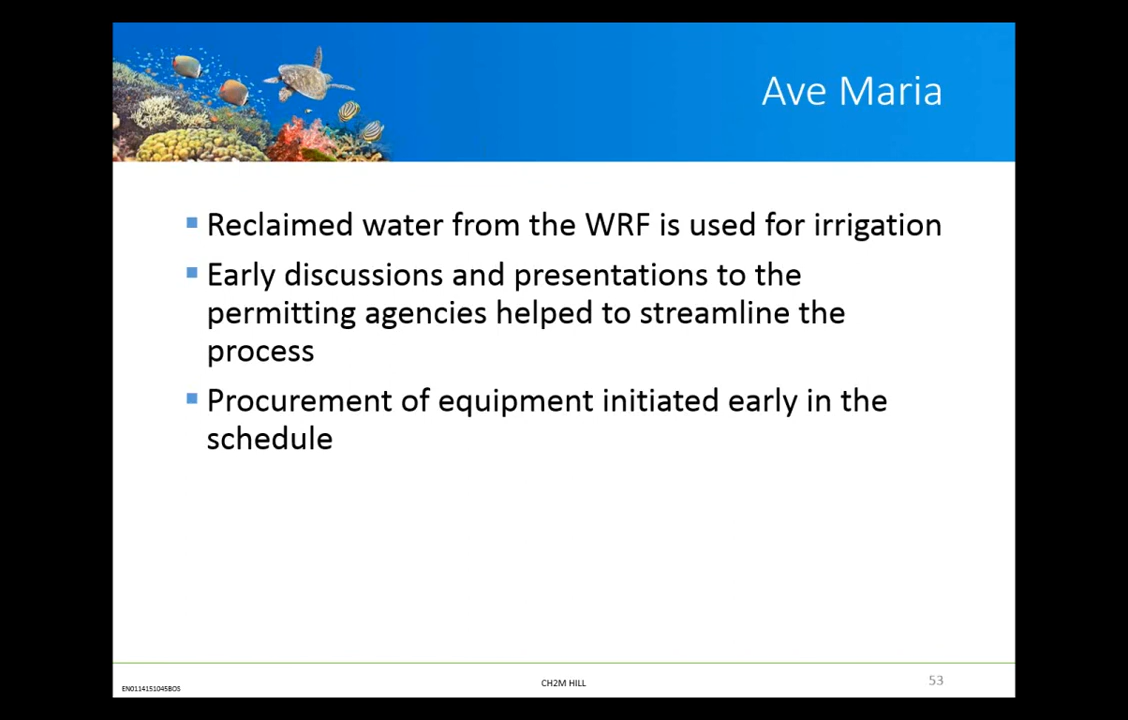 Ave Maria
Reclaimed water from the WRF is used for irrigation
Early discussions and presentations to the
permitting agencies helped to streamline the
process
Procurement of equipment initiated early in the
schedule
EN0114151045BOS
CH2M HILL
53